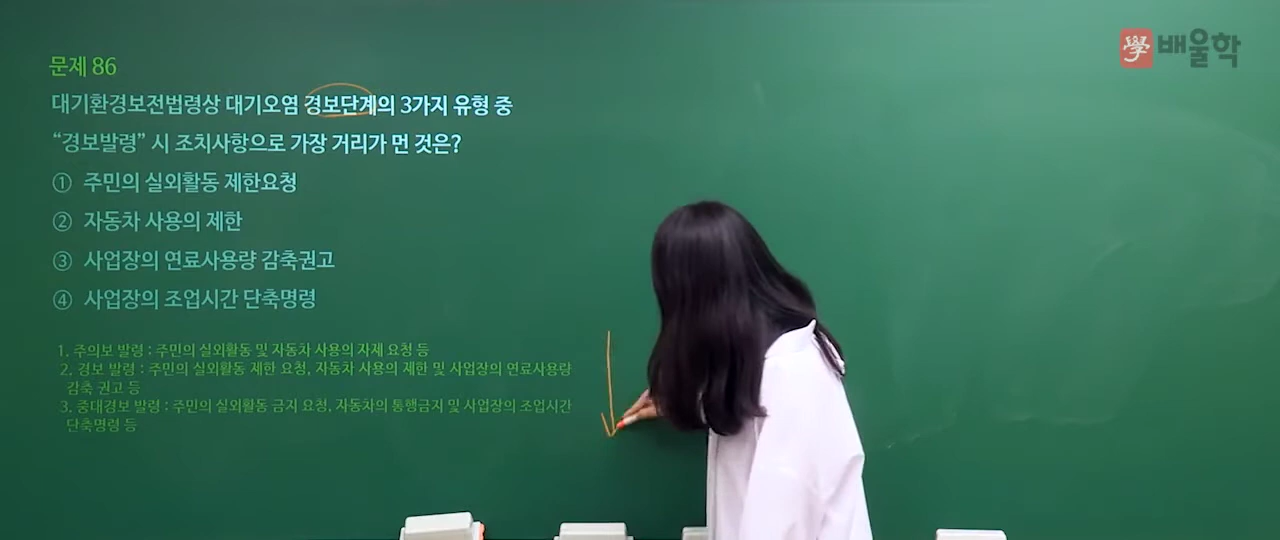 學 배울학
문제 86
대기환경보전법령상 대기오염 경보단계의 3가지 유형 중
“경보발령” 시 조치사항으로 가장 거리가 먼 것은?
① 주민의 실외활동 제한요청
② 자동차 사용의 제한
③ 사업장의 연료사용량 감축권고
④ 사업장의 조업시간 단축명령
1. 주의보 발령 : 주민의 실외활동 및 자동차 사용의 자제 요청 등
2. 경보 발령 : 주민의 실외활동 제한 요청, 자동차 사용의 제한 및 사업장의 연료사용량
감축 권고 등
3. 중대경보 발령 : 주민의 실외활동 금지 요청, 자동차의 통행금지 및 사업장의 조업시간
단축명령 등